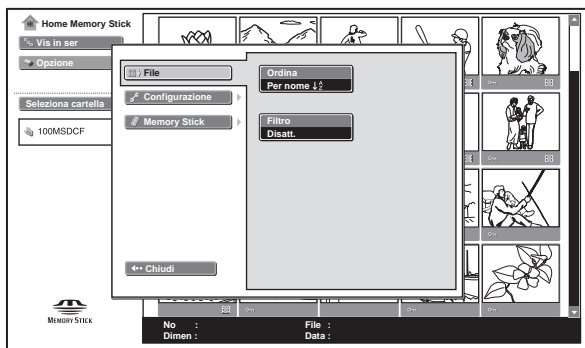 Home Memory Stick
Vis in ser
Opzione
Seleziona cartella
100MSDCF
File
Configurazione
Memory Stick
Chiudi
Ordina
Per nome ↓A Z
Filtro
Disatt.
MEMORY STICK
No :
Dimen :
File :
Data :